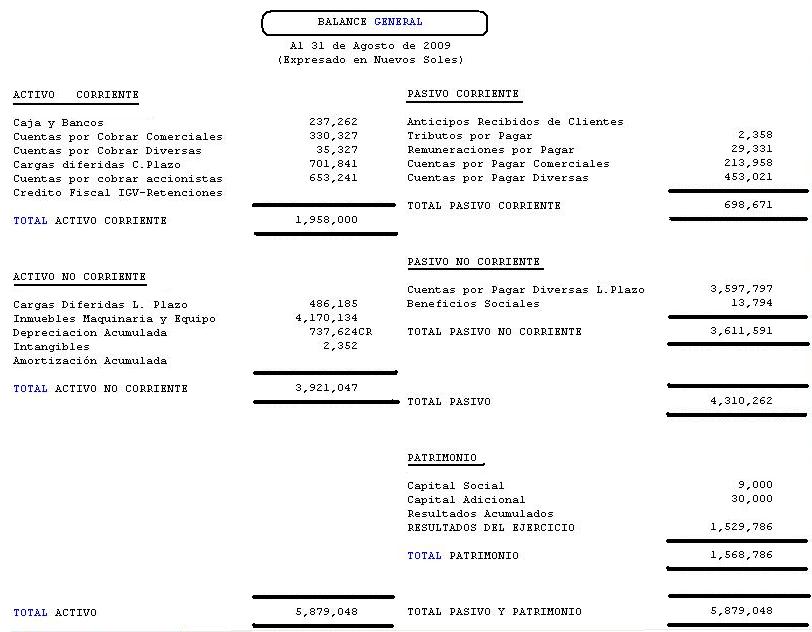 BALANCE GENERAL
Al 31 de Agosto de 2009
(Expresado en Nuevos Soles)
ACTIVO CORRIENTE
Caja y Bancos 237,262
Cuentas por Cobrar Comerciales 330,327
Cuentas por Cobrar Diversas 35,327
Cargas diferidas C.Plazo 701,841
Cuentas por cobrar accionistas 653,241
Credito Fiscal IGV-Retenciones
TOTAL ACTIVO CORRIENTE 1,958,000
ACTIVO NO CORRIENTE
Cargas Diferidas L. Plazo 486,185
Inmuebles Maquinaria y Equipo 4,170,134
Depreciacion Acumulada 737,624CR
Intangibles 2,352
Amortización Acumulada
TOTAL ACTIVO NO CORRIENTE 3,921,047
TOTAL ACTIVO 5,879,048
PASIVO CORRIENTE
Anticipos Recibidos de Clientes
Tributos por Pagar 2,358
Remuneraciones por Pagar 29,331
Cuentas por Pagar Comerciales 213,958
Cuentas por Pagar Diversas 453,021
TOTAL PASIVO CORRIENTE 698,671
PASIVO NO CORRIENTE
Cuentas por Pagar Diversas L.Plazo 3,597,797
Beneficios Sociales 13,794
TOTAL PASIVO NO CORRIENTE 3,611,591
TOTAL PASIVO 4,310,262
PATRIMONIO
Capital Social 9,000
Capital Adicional 30,000
Resultados Acumulados
RESULTADOS DEL EJERCICIO 1,529,786
TOTAL PATRIMONIO 1,568,786
TOTAL PASIVO Y PATRIMONIO 5,879,048